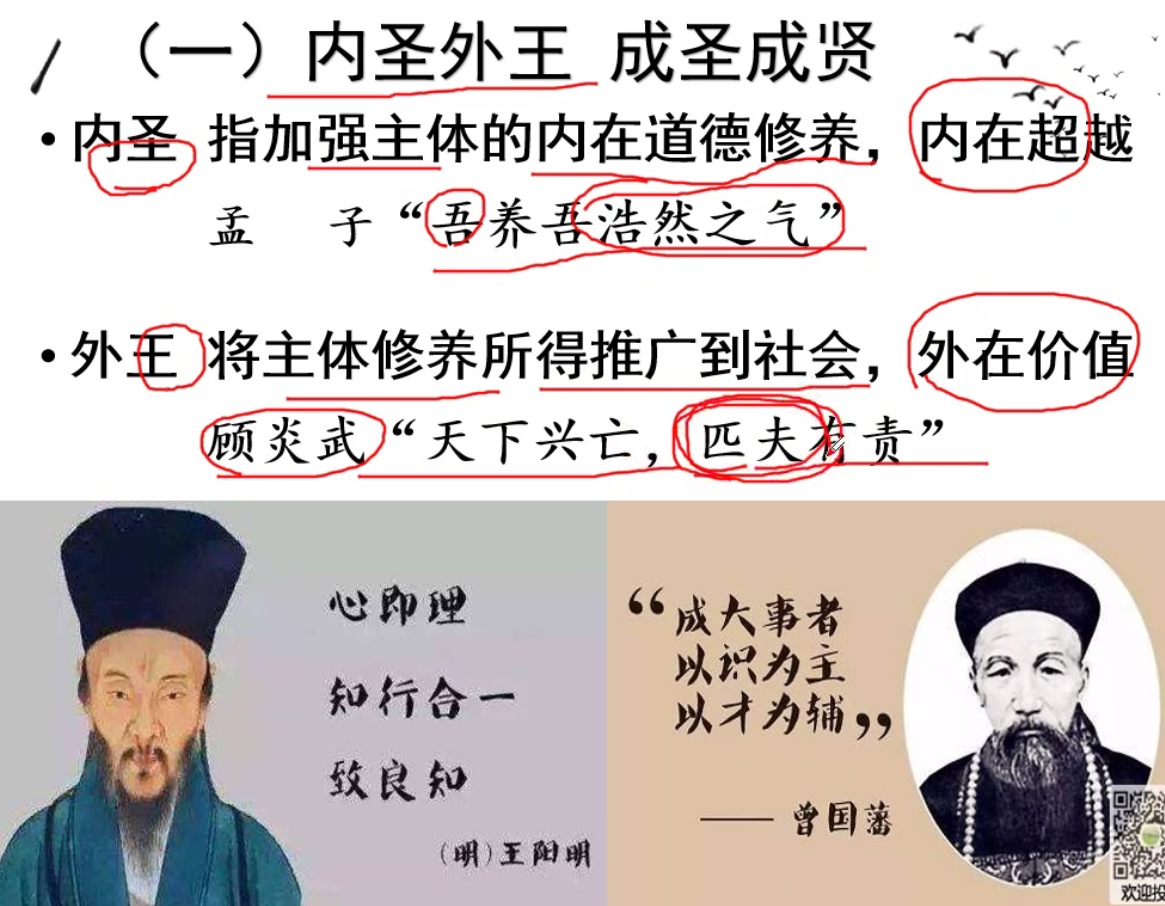 （一）内圣外王 成圣成贤
• 内圣 指加强主体的内在道德修养，内在超越
孟 子“吾养吾浩然之气”
• 外王 将主体修养所得推广到社会，外在价值
顾炎武“天下兴亡，匹夫有责”
心即理
知行合一
致良知
(明)王阳明
“成大事者
以识为主
以才为辅”
—— 曾国藩
欢迎投